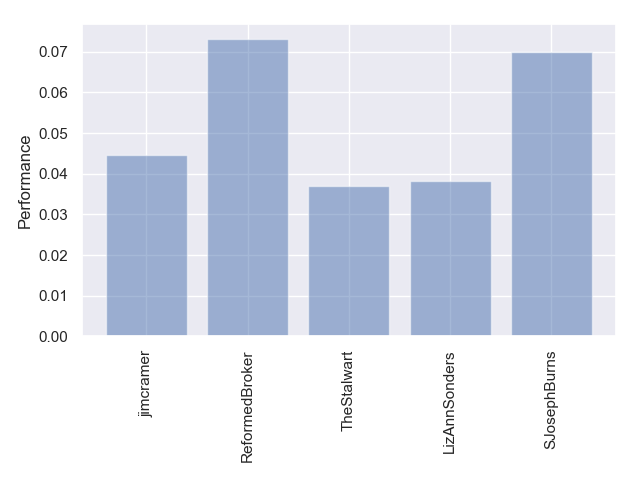 Performance
0.07
0.06
0.05
0.04
0.03
0.02
0.01
0.00
jimcramer
ReformedBroker
TheStalwart
LizAnnSonders
SJosephBurns